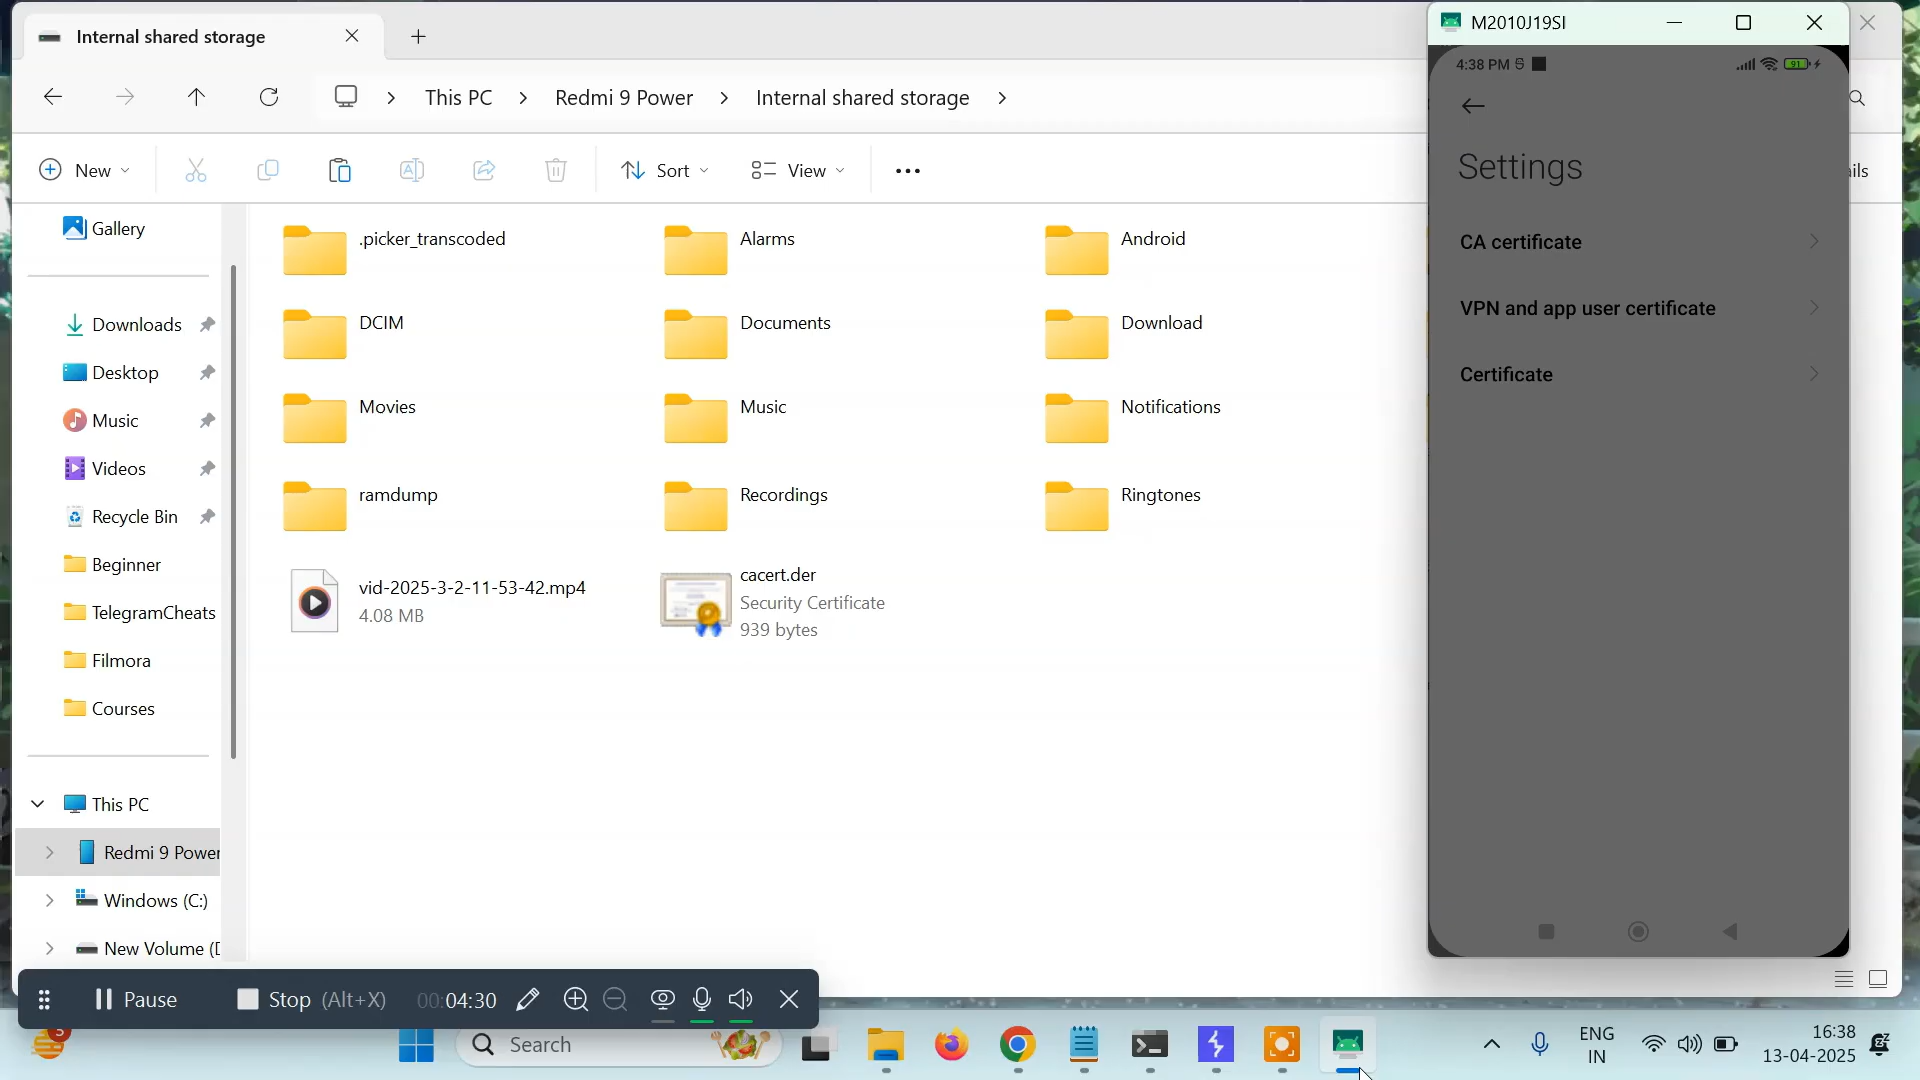 Internal shared storage
This PC
Redmi 9 Power
Internal shared storage
New
Sort
View
ils
Gallery
Downloads
Desktop
Music
Videos
Recycle Bin
Beginner
TelegramCheats
Filmora
Courses
This PC
Redmi 9 Power
Windows (C:)
New Volume (D
.picker_transcoded
Alarms
Android
DCIM
Documents
Download
Movies
Music
Notifications
ramdump
Recordings
Ringtones
vid-2025-3-2-11-53-42.mp4
4.08 MB
cacert.der
Security Certificate
939 bytes
M2010J19SI
4:38 PM
91
Settings
CA certificate
VPN and app user certificate
Certificate
Pause
Stop (Alt+X)
00:04:30
3
Search
ENG
IN
16:38
13-04-2025